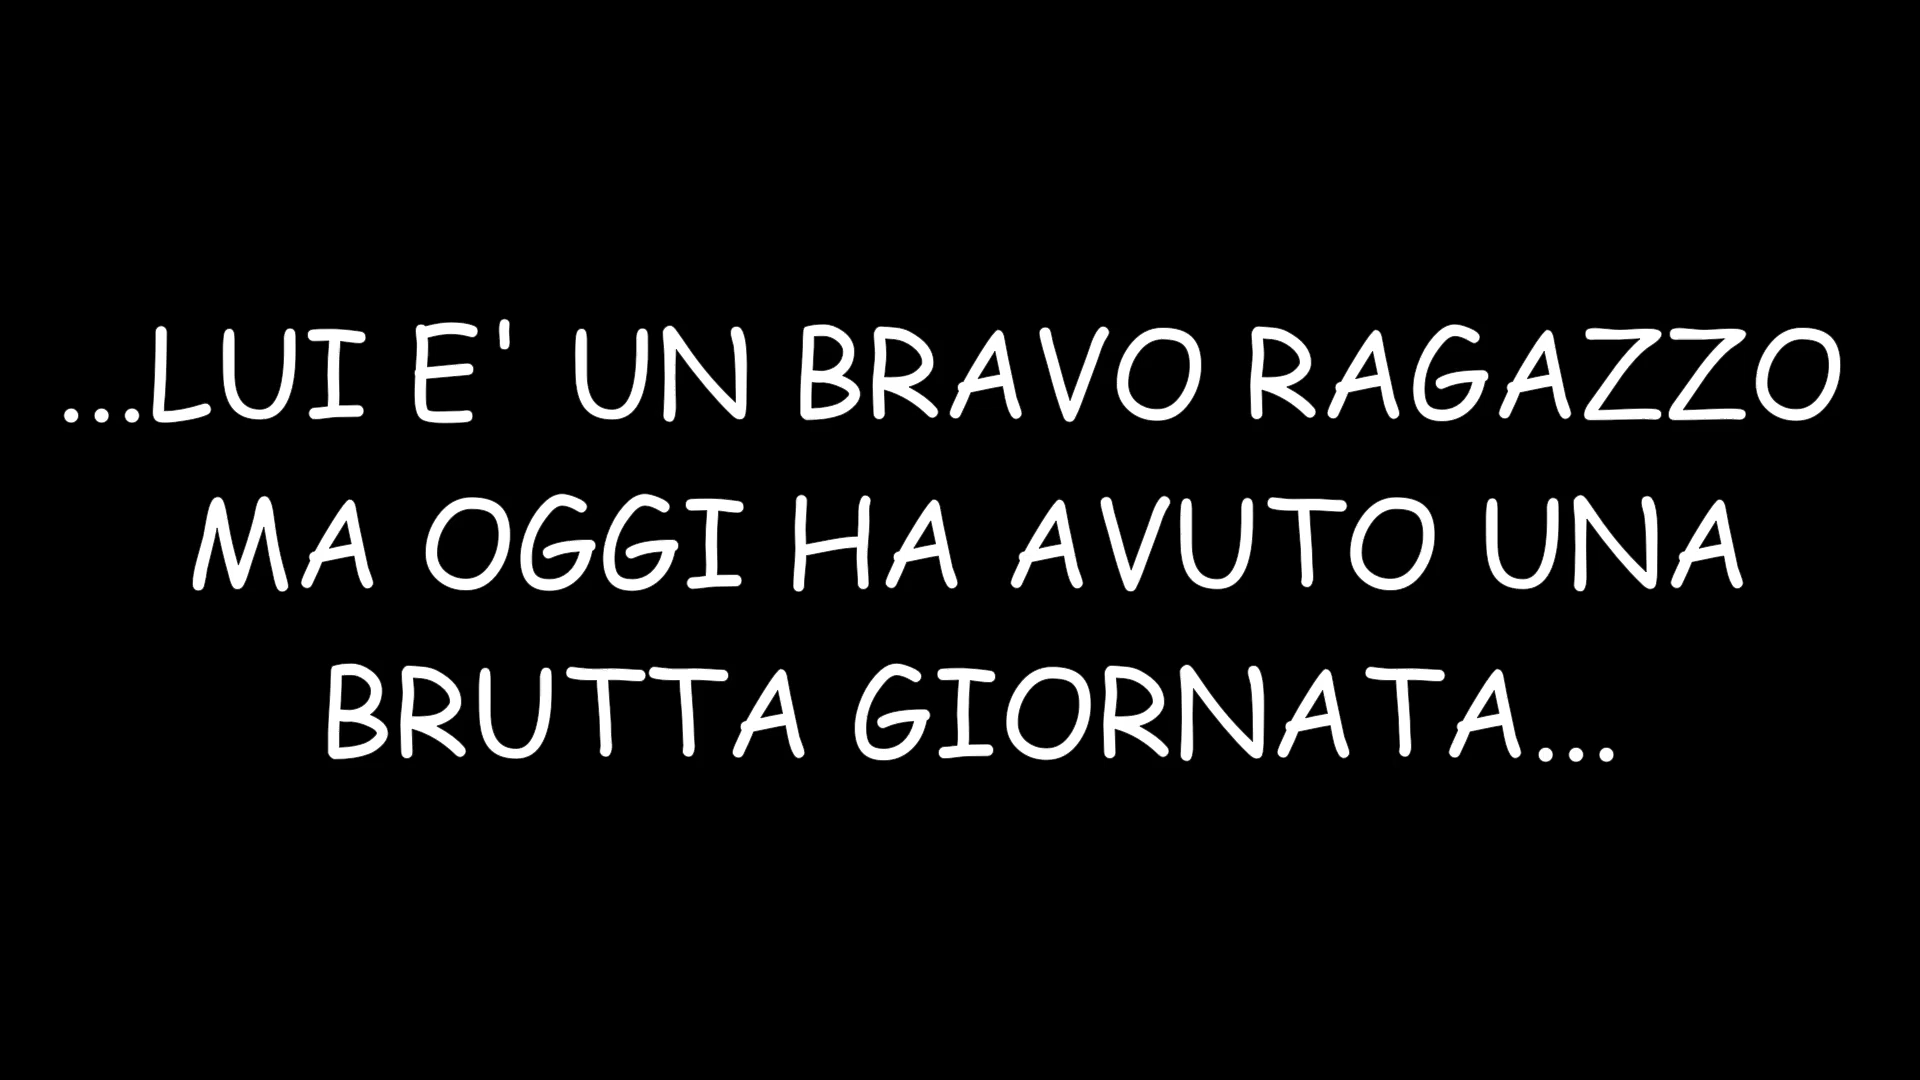 ...LUI E' UN BRAVO RAGAZZO
MA OGGI HA AVUTO UNA
BRUTTA GIORNATA...